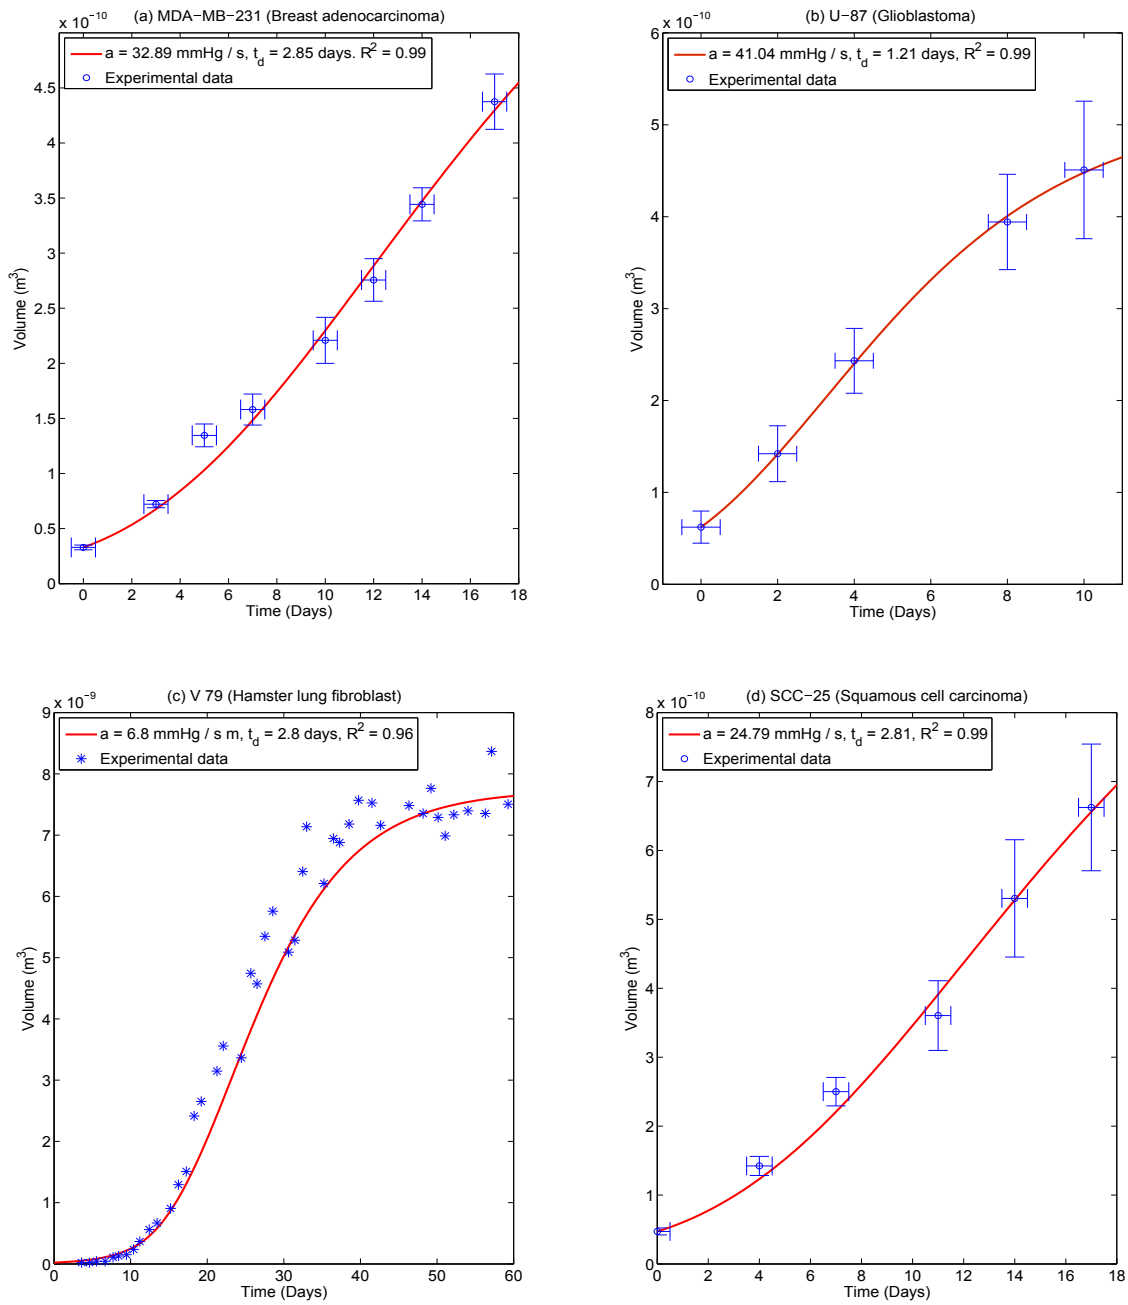 x 10−10
(a) MDA−MB−231 (Breast adenocarcinoma)
a = 32.89 mmHg / s, t_d = 2.85 days. R² = 0.99
Experimental data
4.5
4
3.5
3
2.5
2
1.5
1
0.5
0
Volume (m³)
0 2 4 6 8 10 12 14 16 18
Time (Days)
x 10−10
(b) U−87 (Glioblastoma)
a = 41.04 mmHg / s, t_d = 1.21 days, R² = 0.99
Experimental data
6
5
4
3
2
1
0
Volume (m³)
0 2 4 6 8 10
Time (Days)
x 10−9
(c) V 79 (Hamster lung fibroblast)
a = 6.8 mmHg / s m, t_d = 2.8 days, R² = 0.96
Experimental data
9
8
7
6
5
4
3
2
1
0
Volume (m³)
0 10 20 30 40 50 60
Time (Days)
x 10−10
(d) SCC−25 (Squamous cell carcinoma)
a = 24.79 mmHg / s, t_d = 2.81, R² = 0.99
Experimental data
8
7
6
5
4
3
2
1
0
Volume (m³)
0 2 4 6 8 10 12 14 16 18
Time (Days)